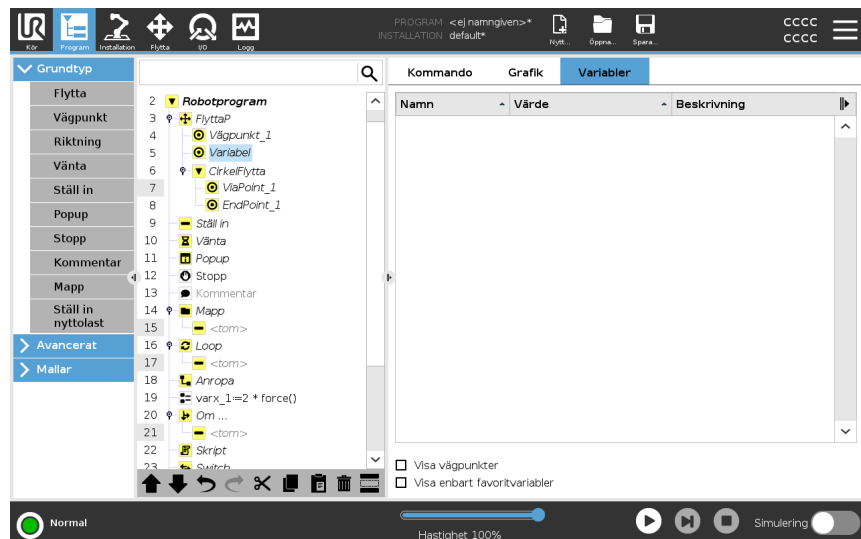 PROGRAM <ej namngiven>*
INSTALLATION default*
Kör
Program
Installation
Flytta
I/O
Logg
Nytt...
Öppna...
Spara...
CCCC
CCCC
Grundtyp
Flytta
Vägpunkt
Riktning
Vänta
Ställ in
Popup
Stopp
Kommentar
Mapp
Ställ in
nyttolast
Avancerat
Mallar
2 Robotprogram
3 FlyttaP
4 Vägpunkt_1
5 Variabel
6 CirkelFlytta
7 ViaPoint_1
8 EndPoint_1
9 Ställ in
10 Vänta
11 Popup
12 Stopp
13 Kommentar
14 Mapp
15 <tom>
16 Loop
17 <tom>
18 Anropa
19 varx_1:=2 * force()
20 Om ...
21 <tom>
22 Skript
23 Switch
Kommando
Grafik
Variabler
Namn
Värde
Beskrivning
Visa vägpunkter
Visa enbart favoritvariabler
Normal
Hastighet 100%
Simulering